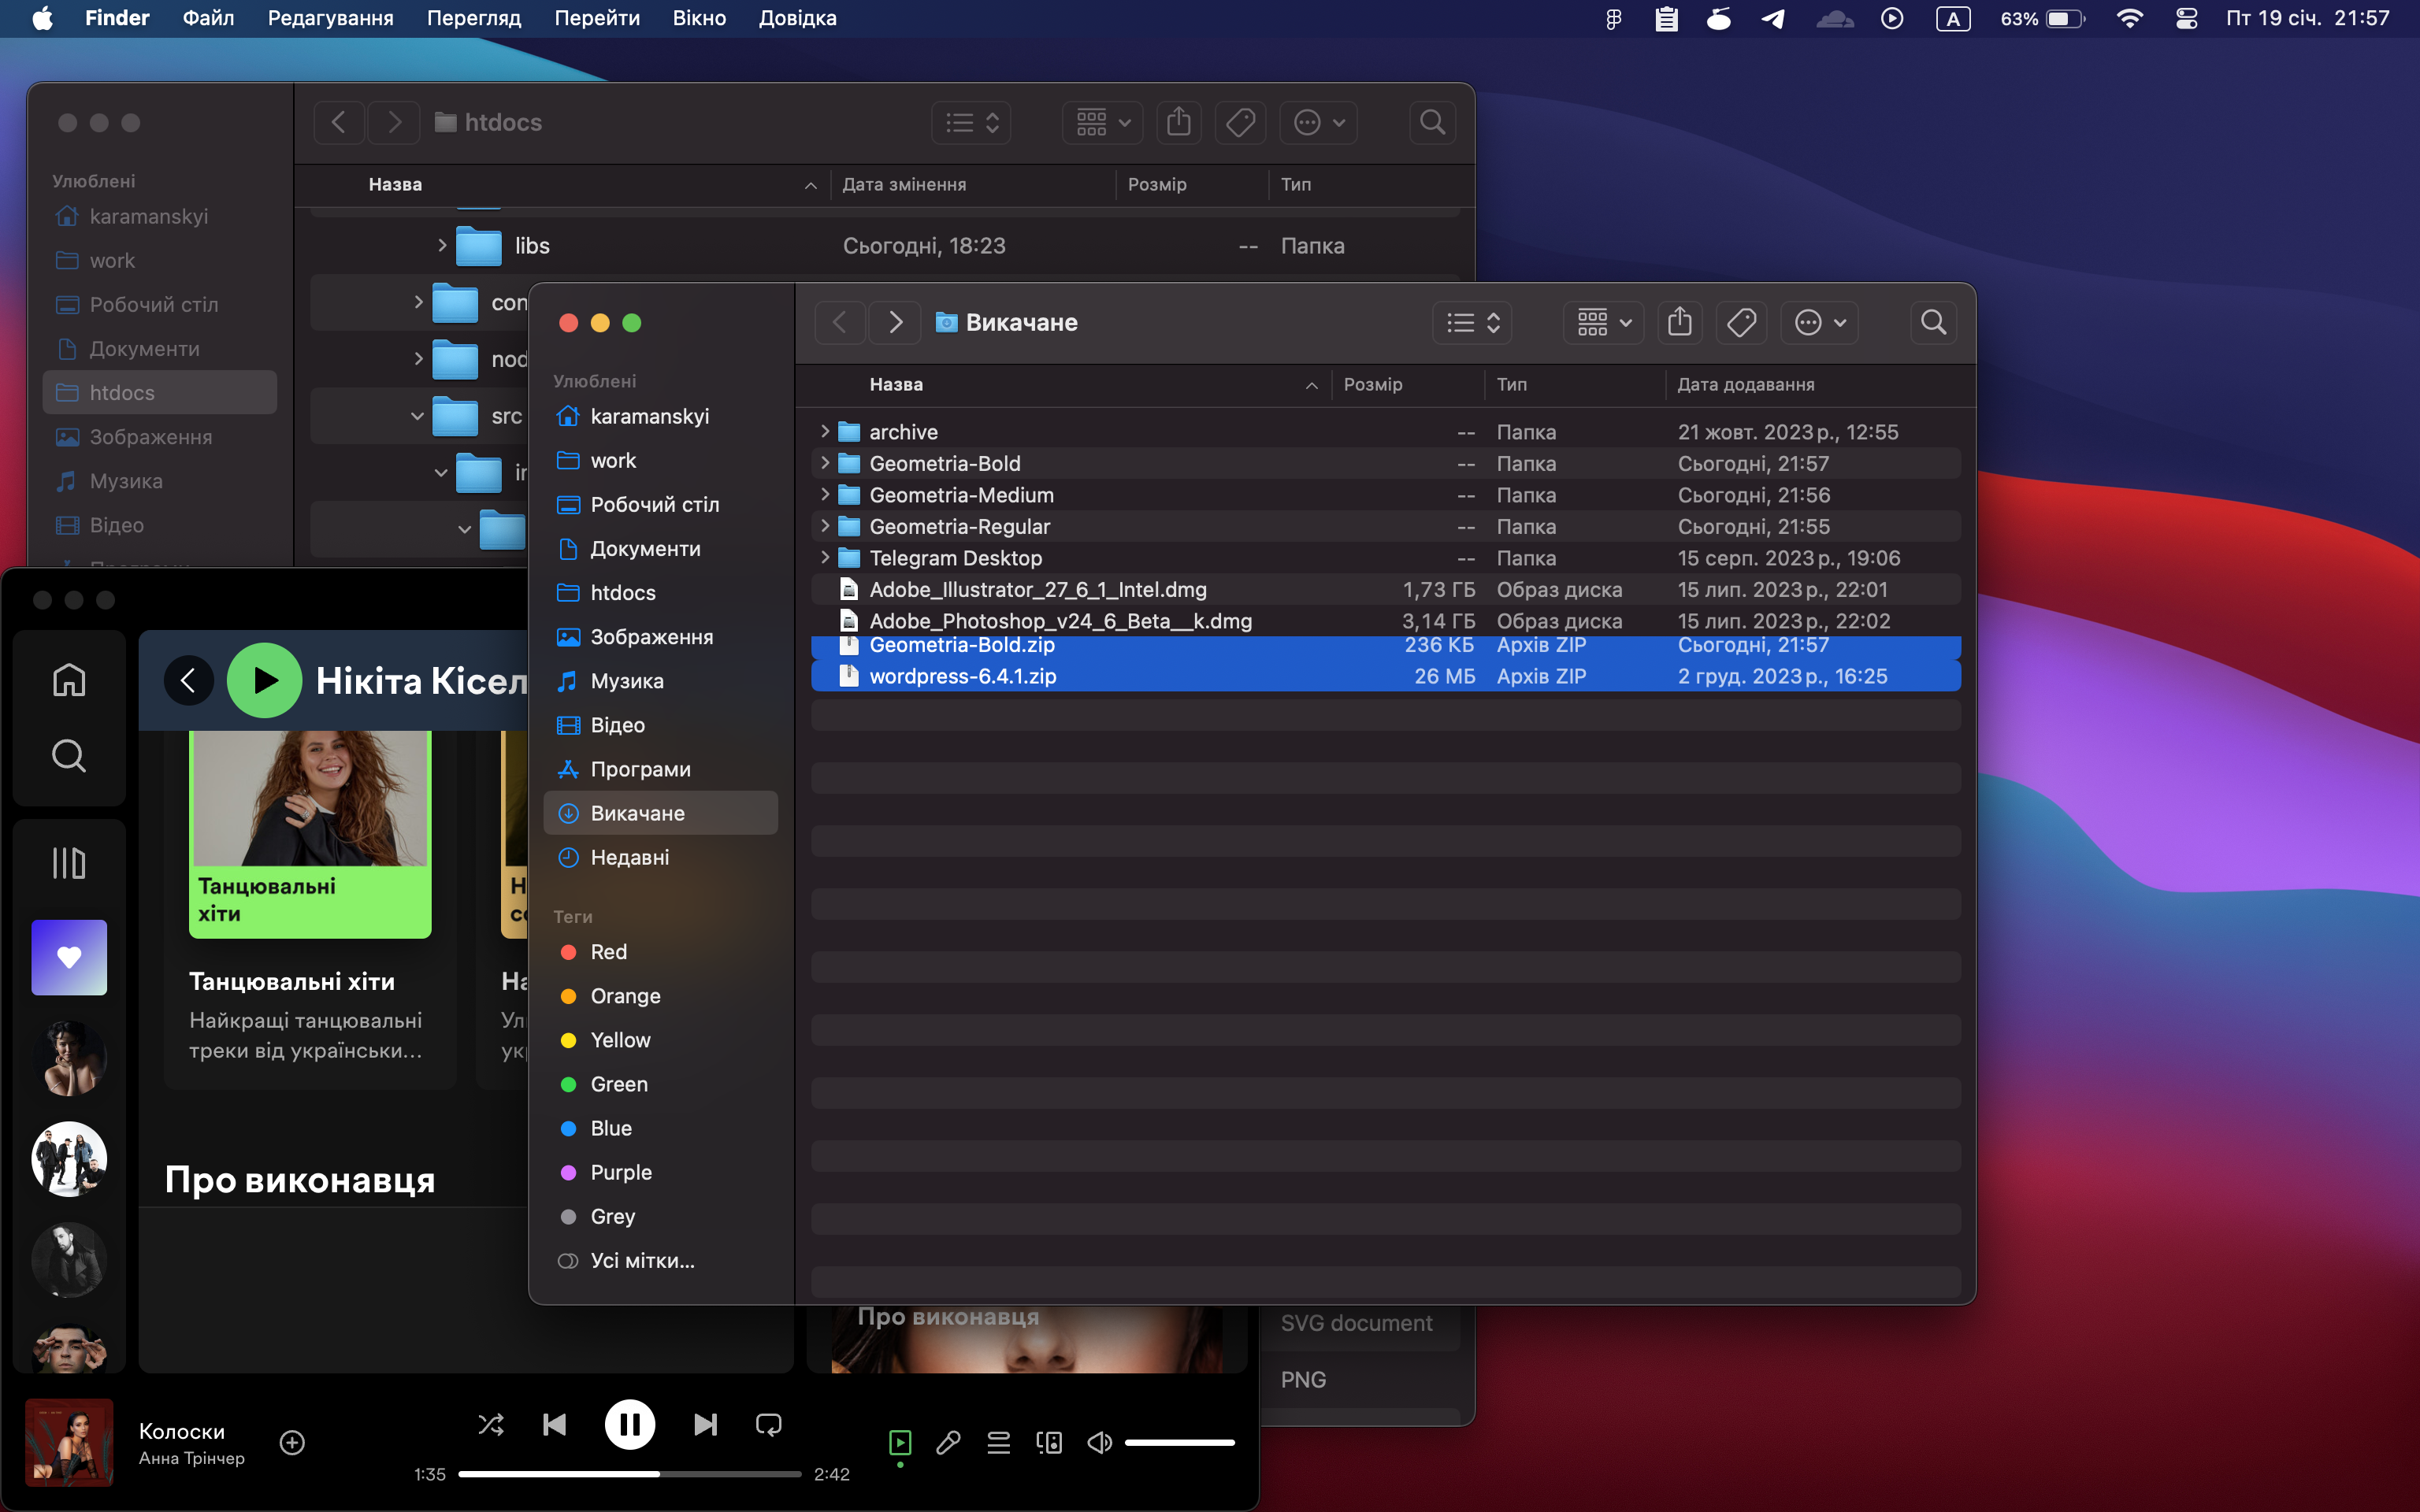 Finder Файл Редагування Перегляд Перейти Вікно Довідка
A 63% Пт 19 січ. 21:57
htdocs
Улюблені
karamanskyi
work
Робочий стіл
Документи
htdocs
Зображення
Музика
Відео
Назва Дата змінення Розмір Тип
libs Сьогодні, 18:23 -- Папка
con
nod
src
SVG document
PNG
Викачане
Улюблені
karamanskyi
work
Робочий стіл
Документи
htdocs
Зображення
Музика
Відео
Програми
Викачане
Недавні
Теги
Red
Orange
Yellow
Green
Blue
Purple
Grey
Усі мітки...
Назва Розмір Тип Дата додавання
archive -- Папка 21 жовт. 2023 р., 12:55
Geometria-Bold -- Папка Сьогодні, 21:57
Geometria-Medium -- Папка Сьогодні, 21:56
Geometria-Regular -- Папка Сьогодні, 21:55
Telegram Desktop -- Папка 15 серп. 2023 р., 19:06
Adobe_Illustrator_27_6_1_Intel.dmg 1,73 ГБ Образ диска 15 лип. 2023 р., 22:01
Adobe_Photoshop_v24_6_Beta__k.dmg 3,14 ГБ Образ диска 15 лип. 2023 р., 22:02
Geometria-Bold.zip 236 КБ Архів ZIP Сьогодні, 21:57
wordpress-6.4.1.zip 26 МБ Архів ZIP 2 груд. 2023 р., 16:25
Нікіта Кісел
Танцювальні
хіти
Танцювальні хіти
Найкращі танцювальні
треки від українськи...
Про виконавця
Про виконавця
Колоски
Анна Трінчер
1:35 2:42